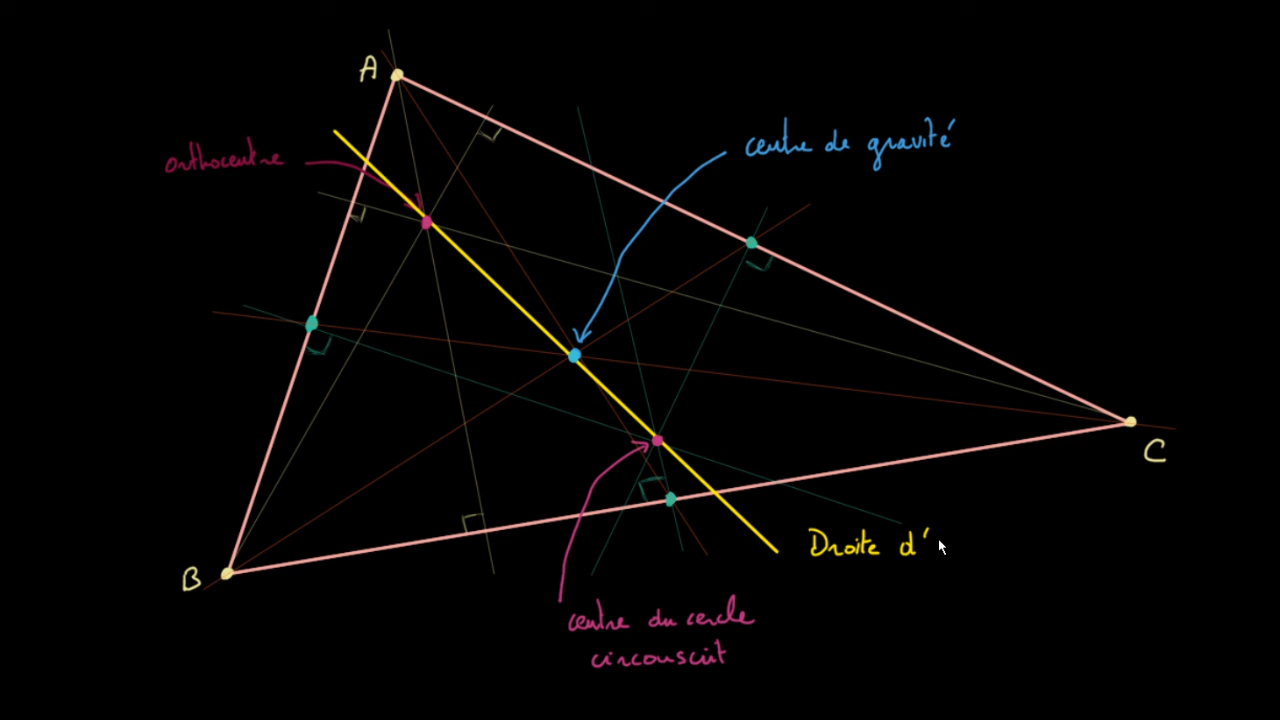 A
orthocentre
centre de gravité
C
Droite d'
B
centre du cercle
circonscrit